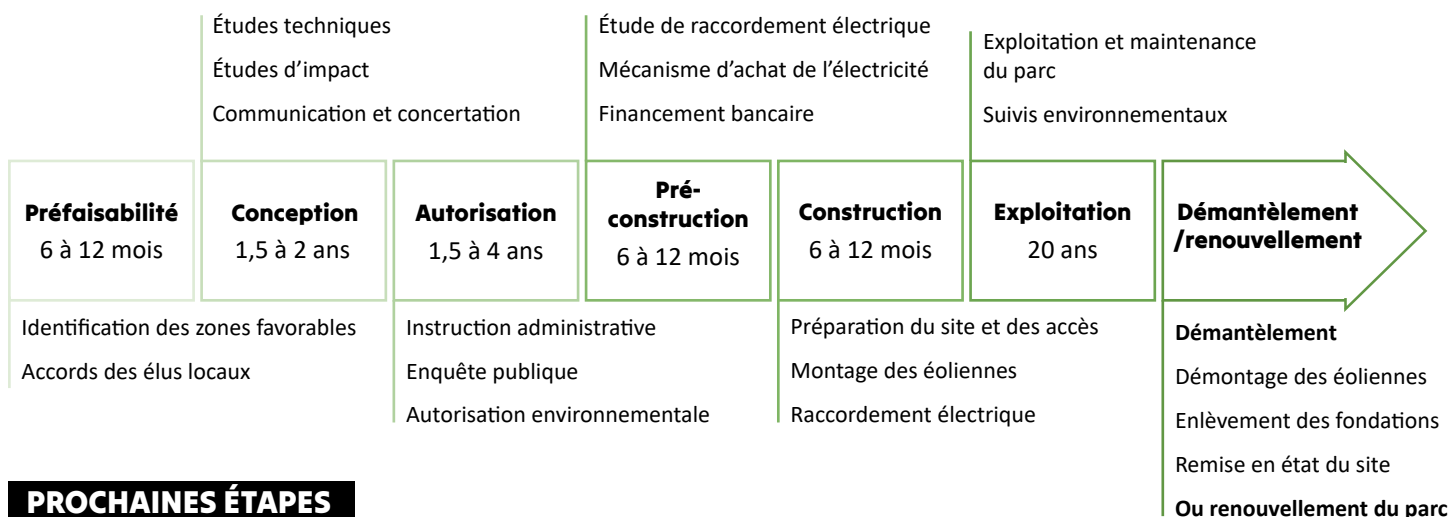 Études techniques
Études d'impact
Communication et concertation
Étude de raccordement électrique
Mécanisme d'achat de l'électricité
Financement bancaire
Exploitation et maintenance
du parc
Suivis environnementaux
Préfaisabilité
6 à 12 mois
Conception
1,5 à 2 ans
Autorisation
1,5 à 4 ans
Pré-
construction
6 à 12 mois
Construction
6 à 12 mois
Exploitation
20 ans
Démantèlement
/renouvellement
Identification des zones favorables
Accords des élus locaux
Instruction administrative
Enquête publique
Autorisation environnementale
Préparation du site et des accès
Montage des éoliennes
Raccordement électrique
Démantèlement
Démontage des éoliennes
Enlèvement des fondations
Remise en état du site
Ou renouvellement du parc
PROCHAINES ÉTAPES